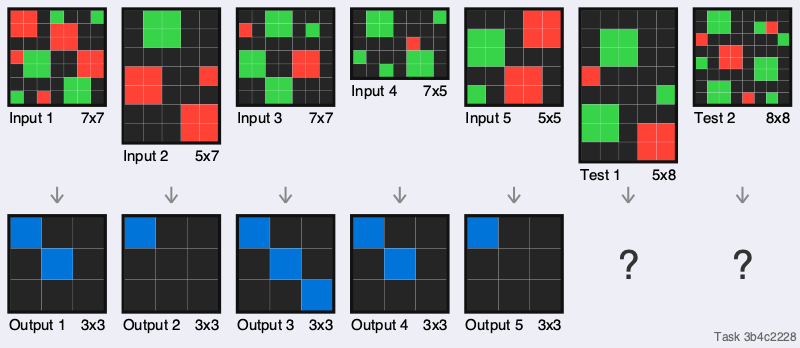 Input 1 7x7
Input 2 5x7
Input 3 7x7
Input 4 7x5
Input 5 5x5
Test 1 5x8
Test 2 8x8
? ?
Output 1 3x3
Output 2 3x3
Output 3 3x3
Output 4 3x3
Output 5 3x3
Task 3b4c2228